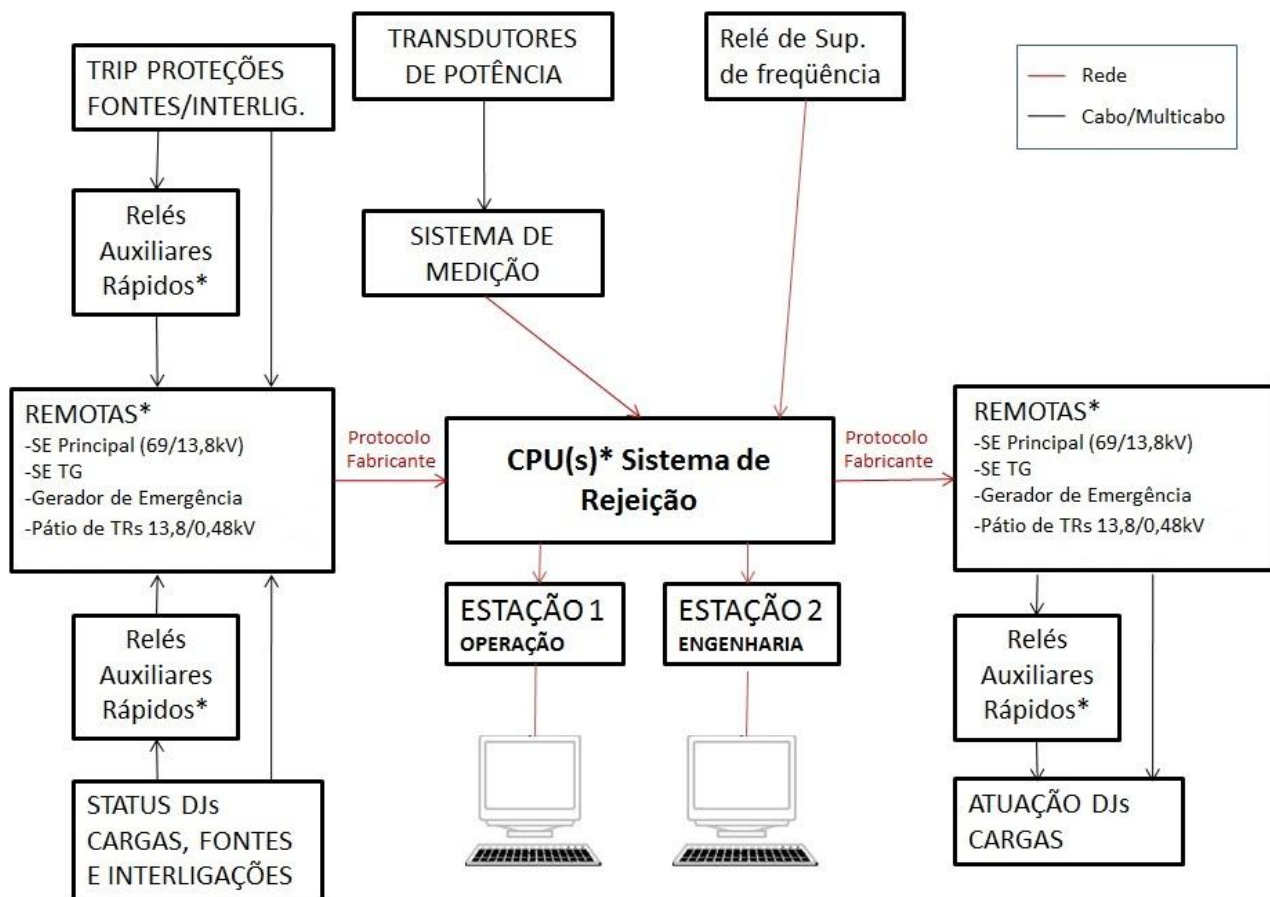 TRIP PROTEÇÕES
FONTES/INTERLIG.
TRANSDUTORES
DE POTÊNCIA
Relé de Sup.
de freqüência
Rede
Cabo/Multicabo
Relés
Auxiliares
Rápidos*
SISTEMA DE
MEDIÇÃO
REMOTAS*
-SE Principal (69/13,8kV)
-SE TG
-Gerador de Emergência
-Pátio de TRs 13,8/0,48kV
Protocolo
Fabricante
CPU(s)* Sistema de
Rejeição
Protocolo
Fabricante
REMOTAS*
-SE Principal (69/13,8kV)
-SE TG
-Gerador de Emergência
-Pátio de TRs 13,8/0,48kV
Relés
Auxiliares
Rápidos*
ESTAÇÃO 1
OPERAÇÃO
ESTAÇÃO 2
ENGENHARIA
Relés
Auxiliares
Rápidos*
STATUS DJs
CARGAS, FONTES
E INTERLIGAÇÕES
ATUAÇÃO DJs
CARGAS